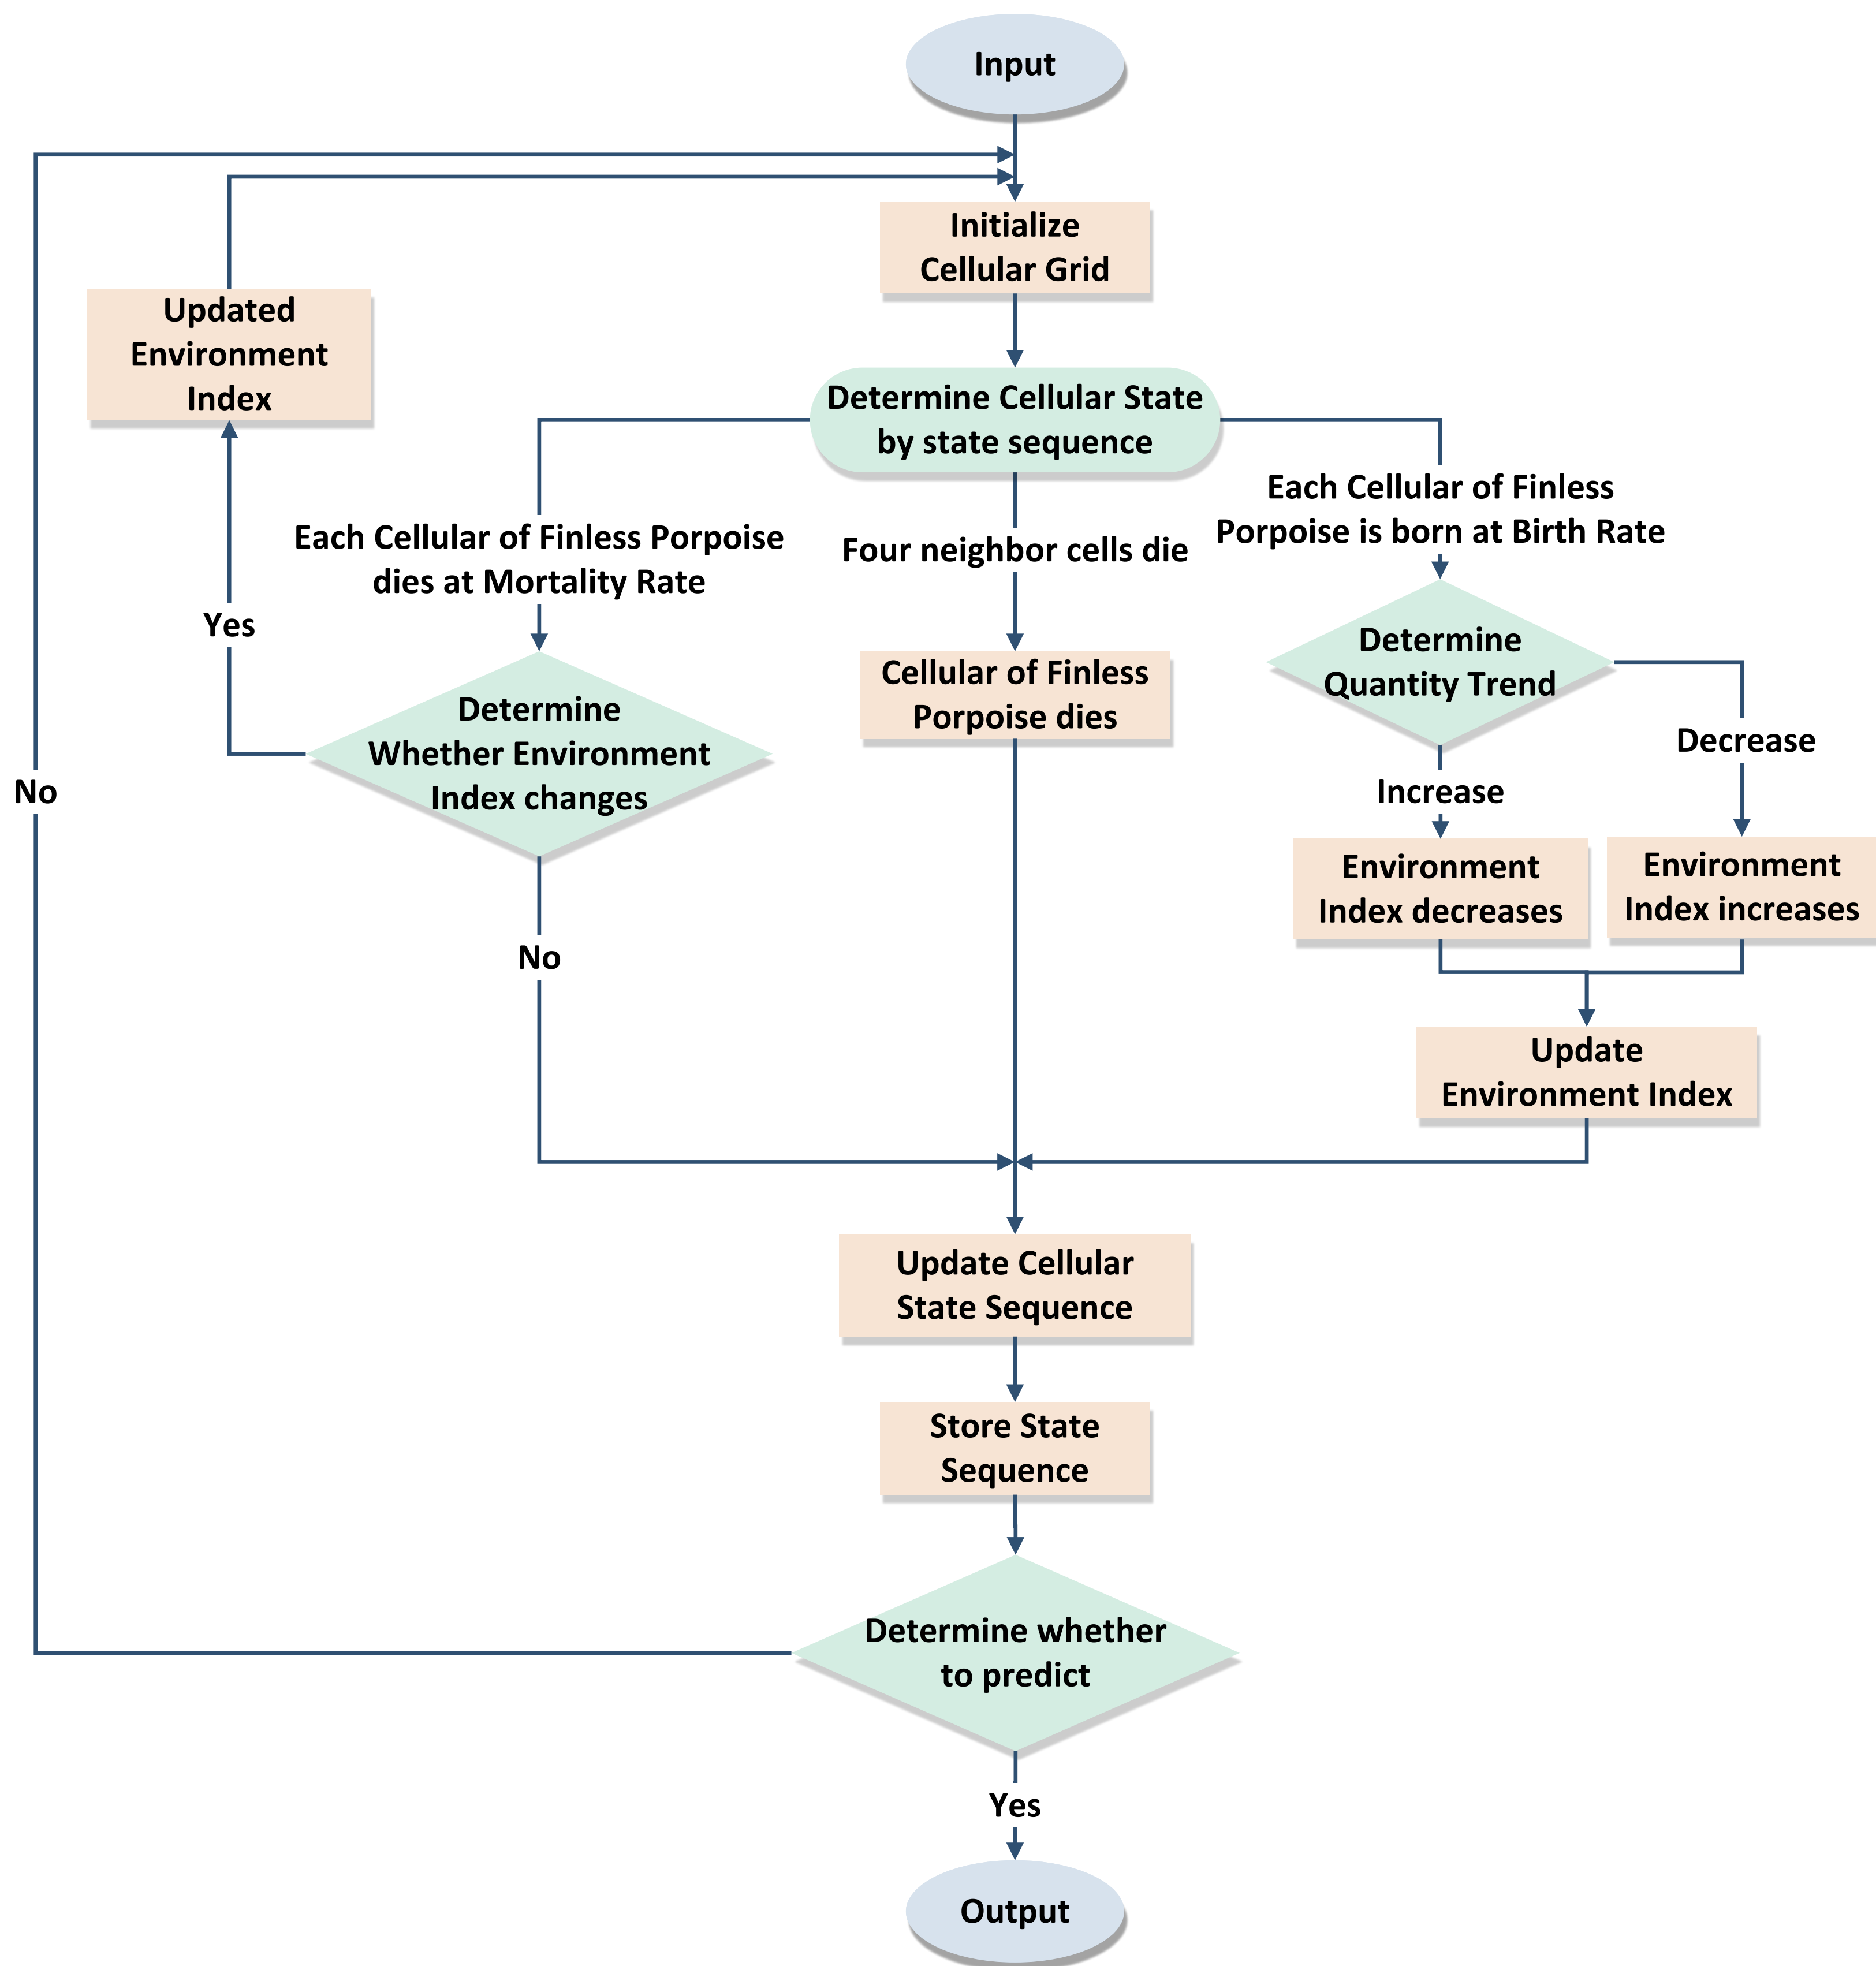 Input
Initialize
Cellular Grid
Updated
Environment
Index
Determine Cellular State
by state sequence
Each Cellular of Finless Porpoise
dies at Mortality Rate
Four neighbor cells die
Each Cellular of Finless
Porpoise is born at Birth Rate
Yes
Determine
Whether Environment
Index changes
Cellular of Finless
Porpoise dies
Determine
Quantity Trend
Decrease
Increase
No
Environment
Index decreases
Environment
Index increases
No
Update
Environment Index
Update Cellular
State Sequence
Store State
Sequence
Determine whether
to predict
Yes
Output